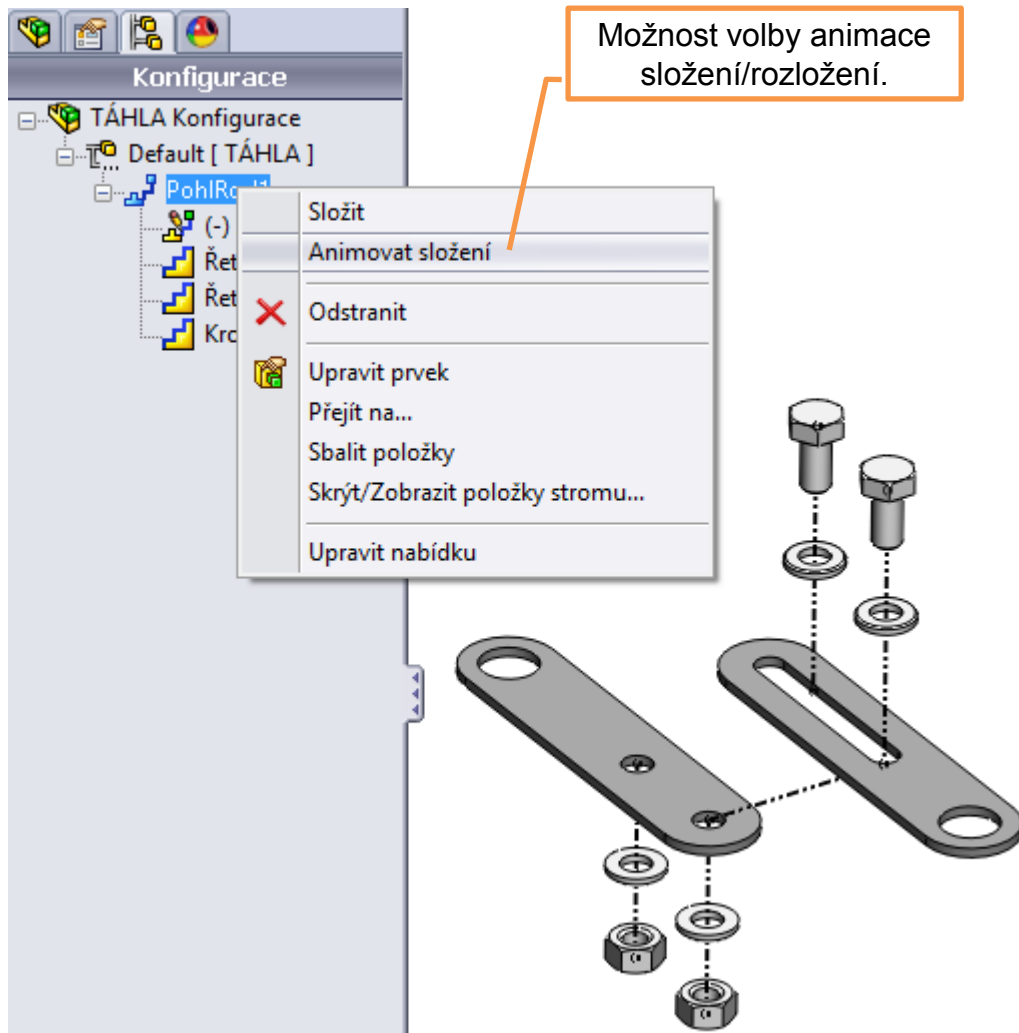 Možnost volby animace
složení/rozložení.
Konfigurace
TÁHLA Konfigurace
Default [ TÁHLA ]
(-)
Složit
Animovat složení
Odstranit
Upravit prvek
Přejít na...
Sbalit položky
Skrýt/Zobrazit položky stromu...
Upravit nabídku